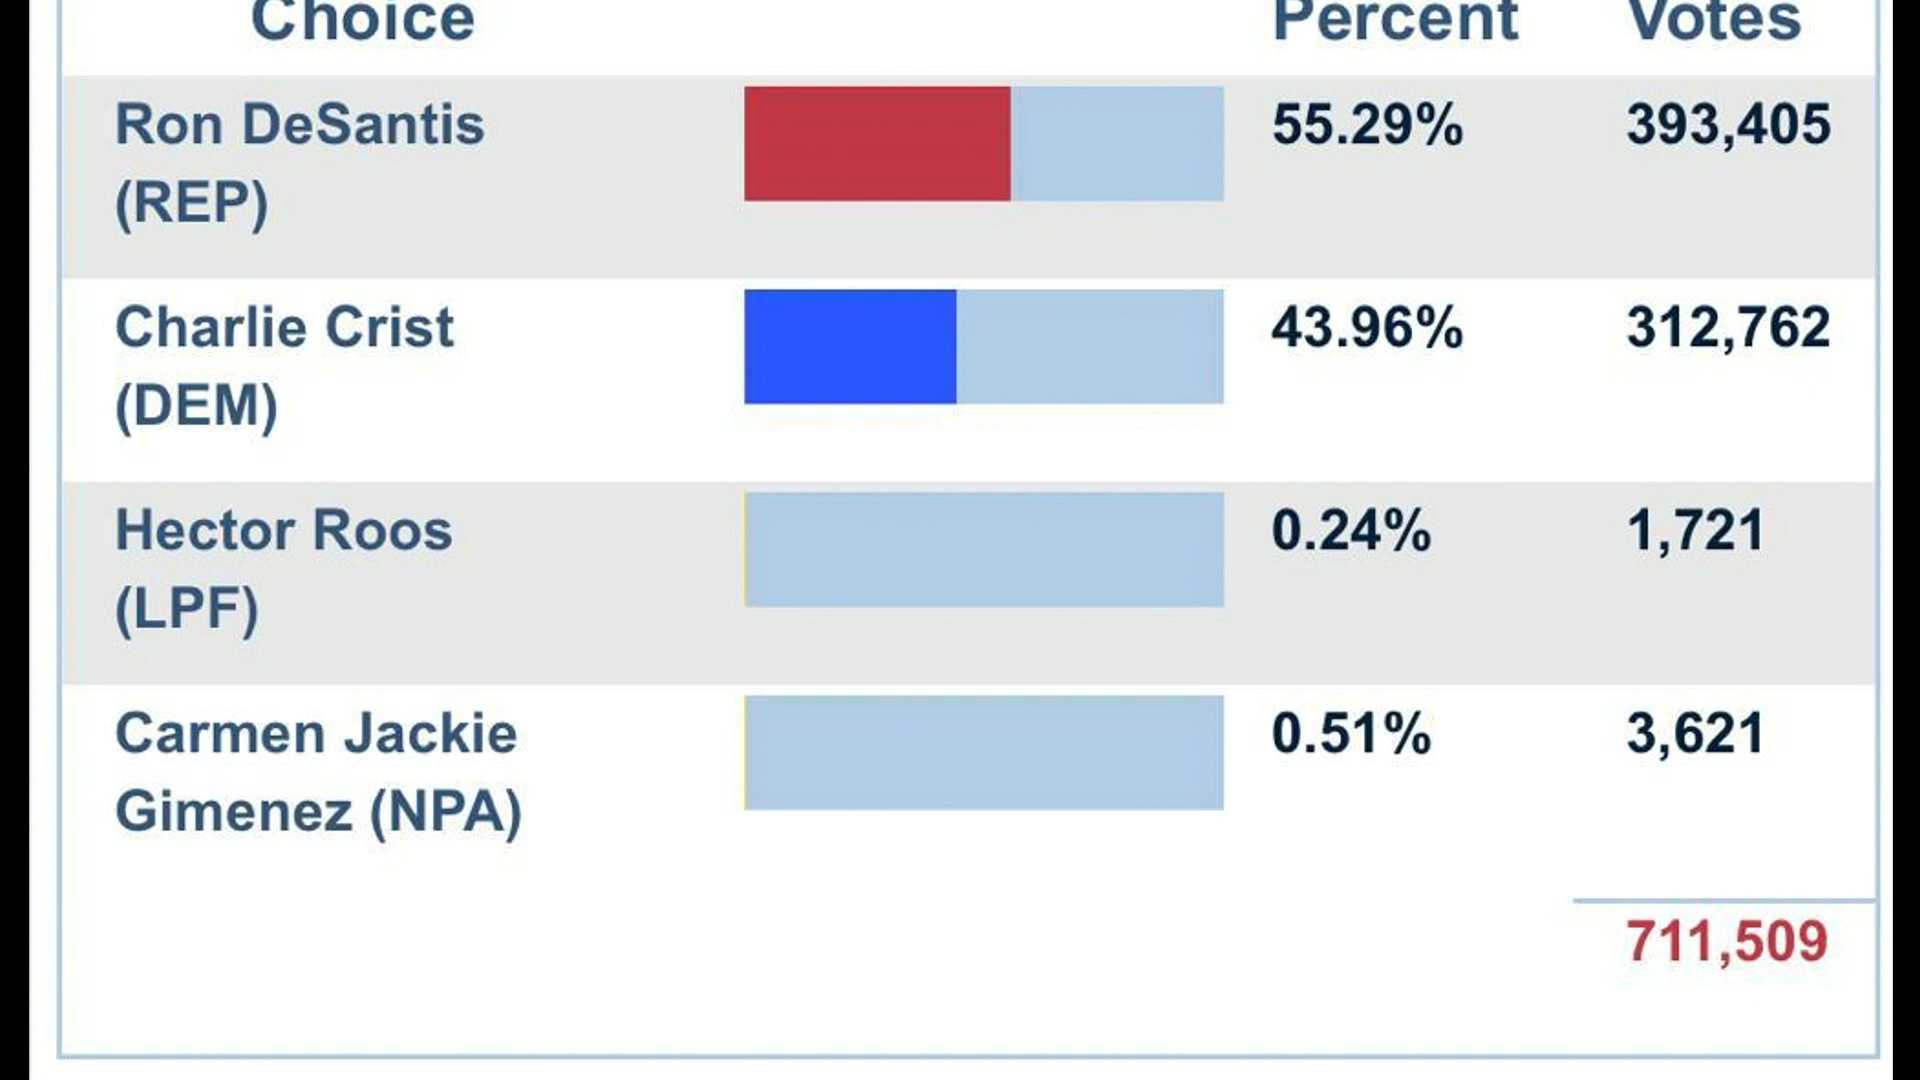 Choice Percent Votes
Ron DeSantis 55.29% 393,405
(REP)
Charlie Crist 43.96% 312,762
(DEM)
Hector Roos 0.24% 1,721
(LPF)
Carmen Jackie 0.51% 3,621
Gimenez (NPA)
711,509